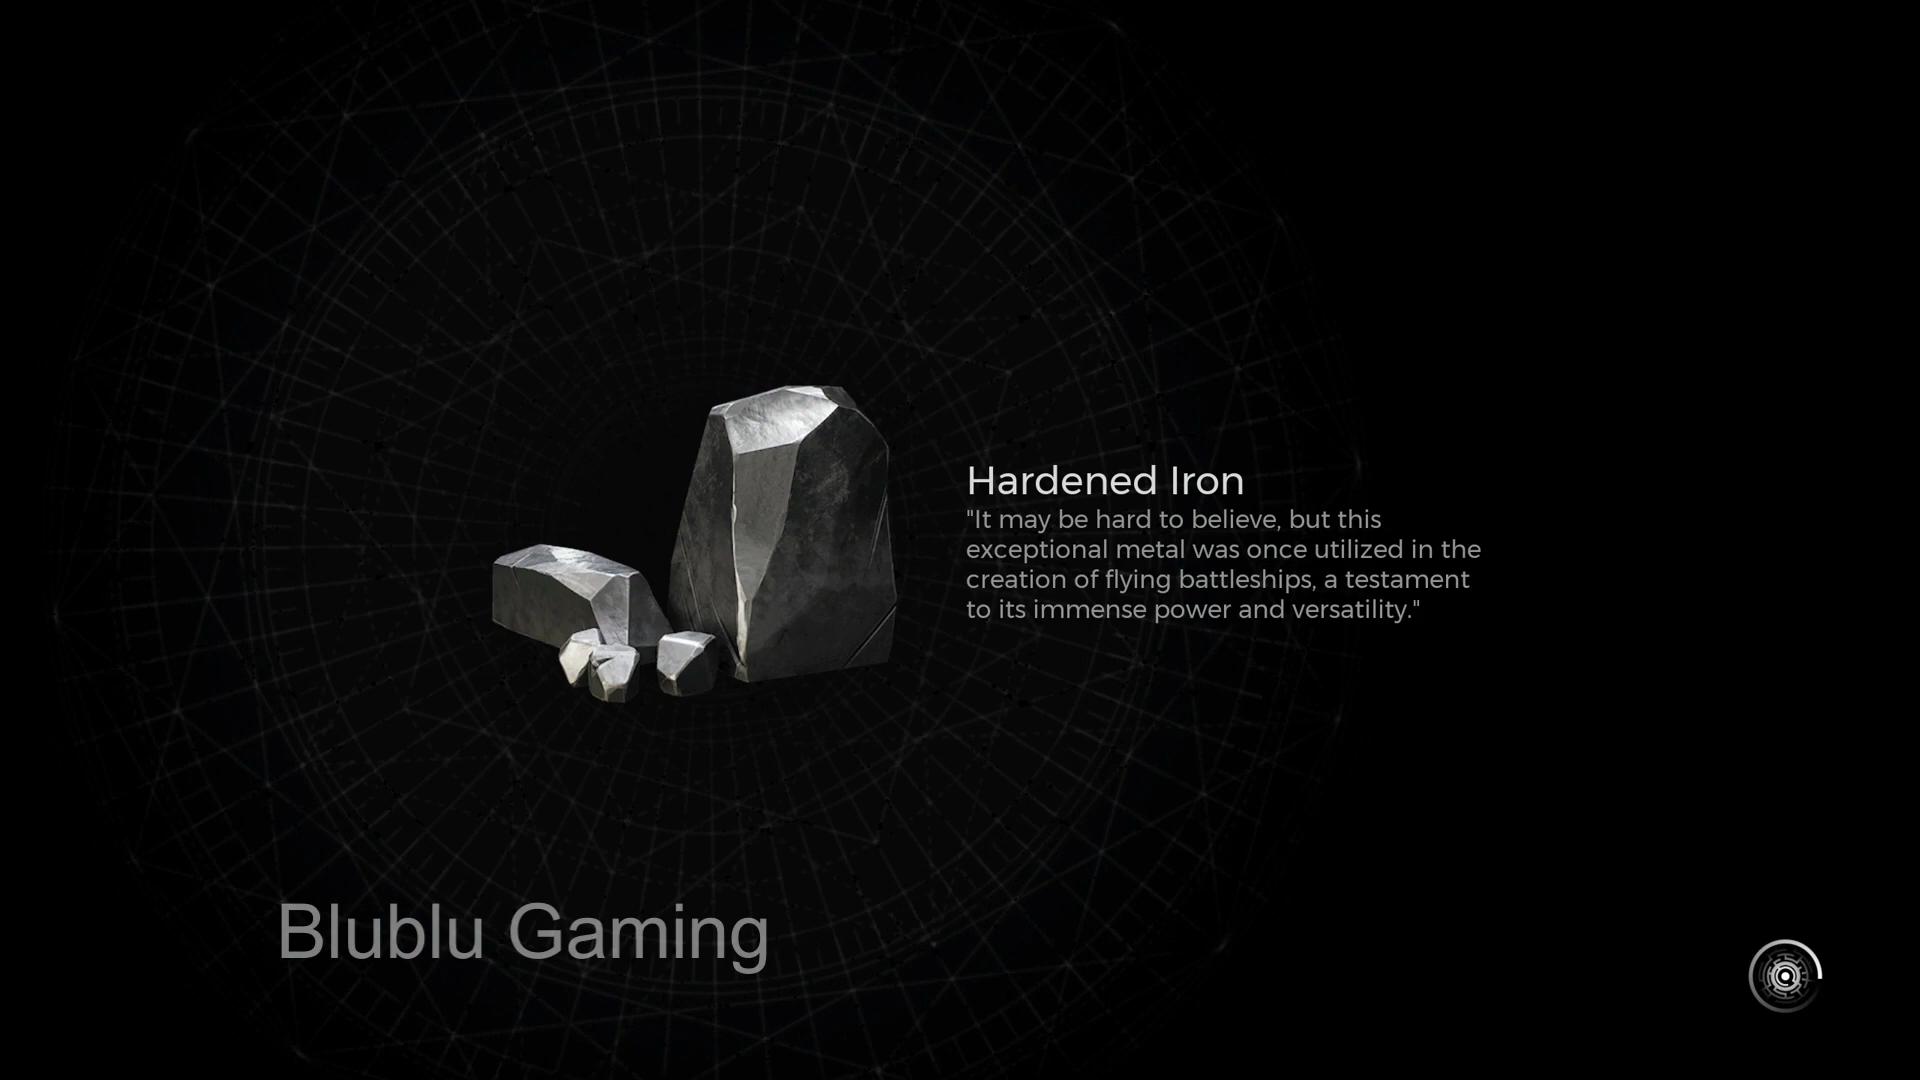 Hardened Iron
"It may be hard to believe, but this
exceptional metal was once utilized in the
creation of flying battleships, a testament
to its immense power and versatility."
Blublu Gaming